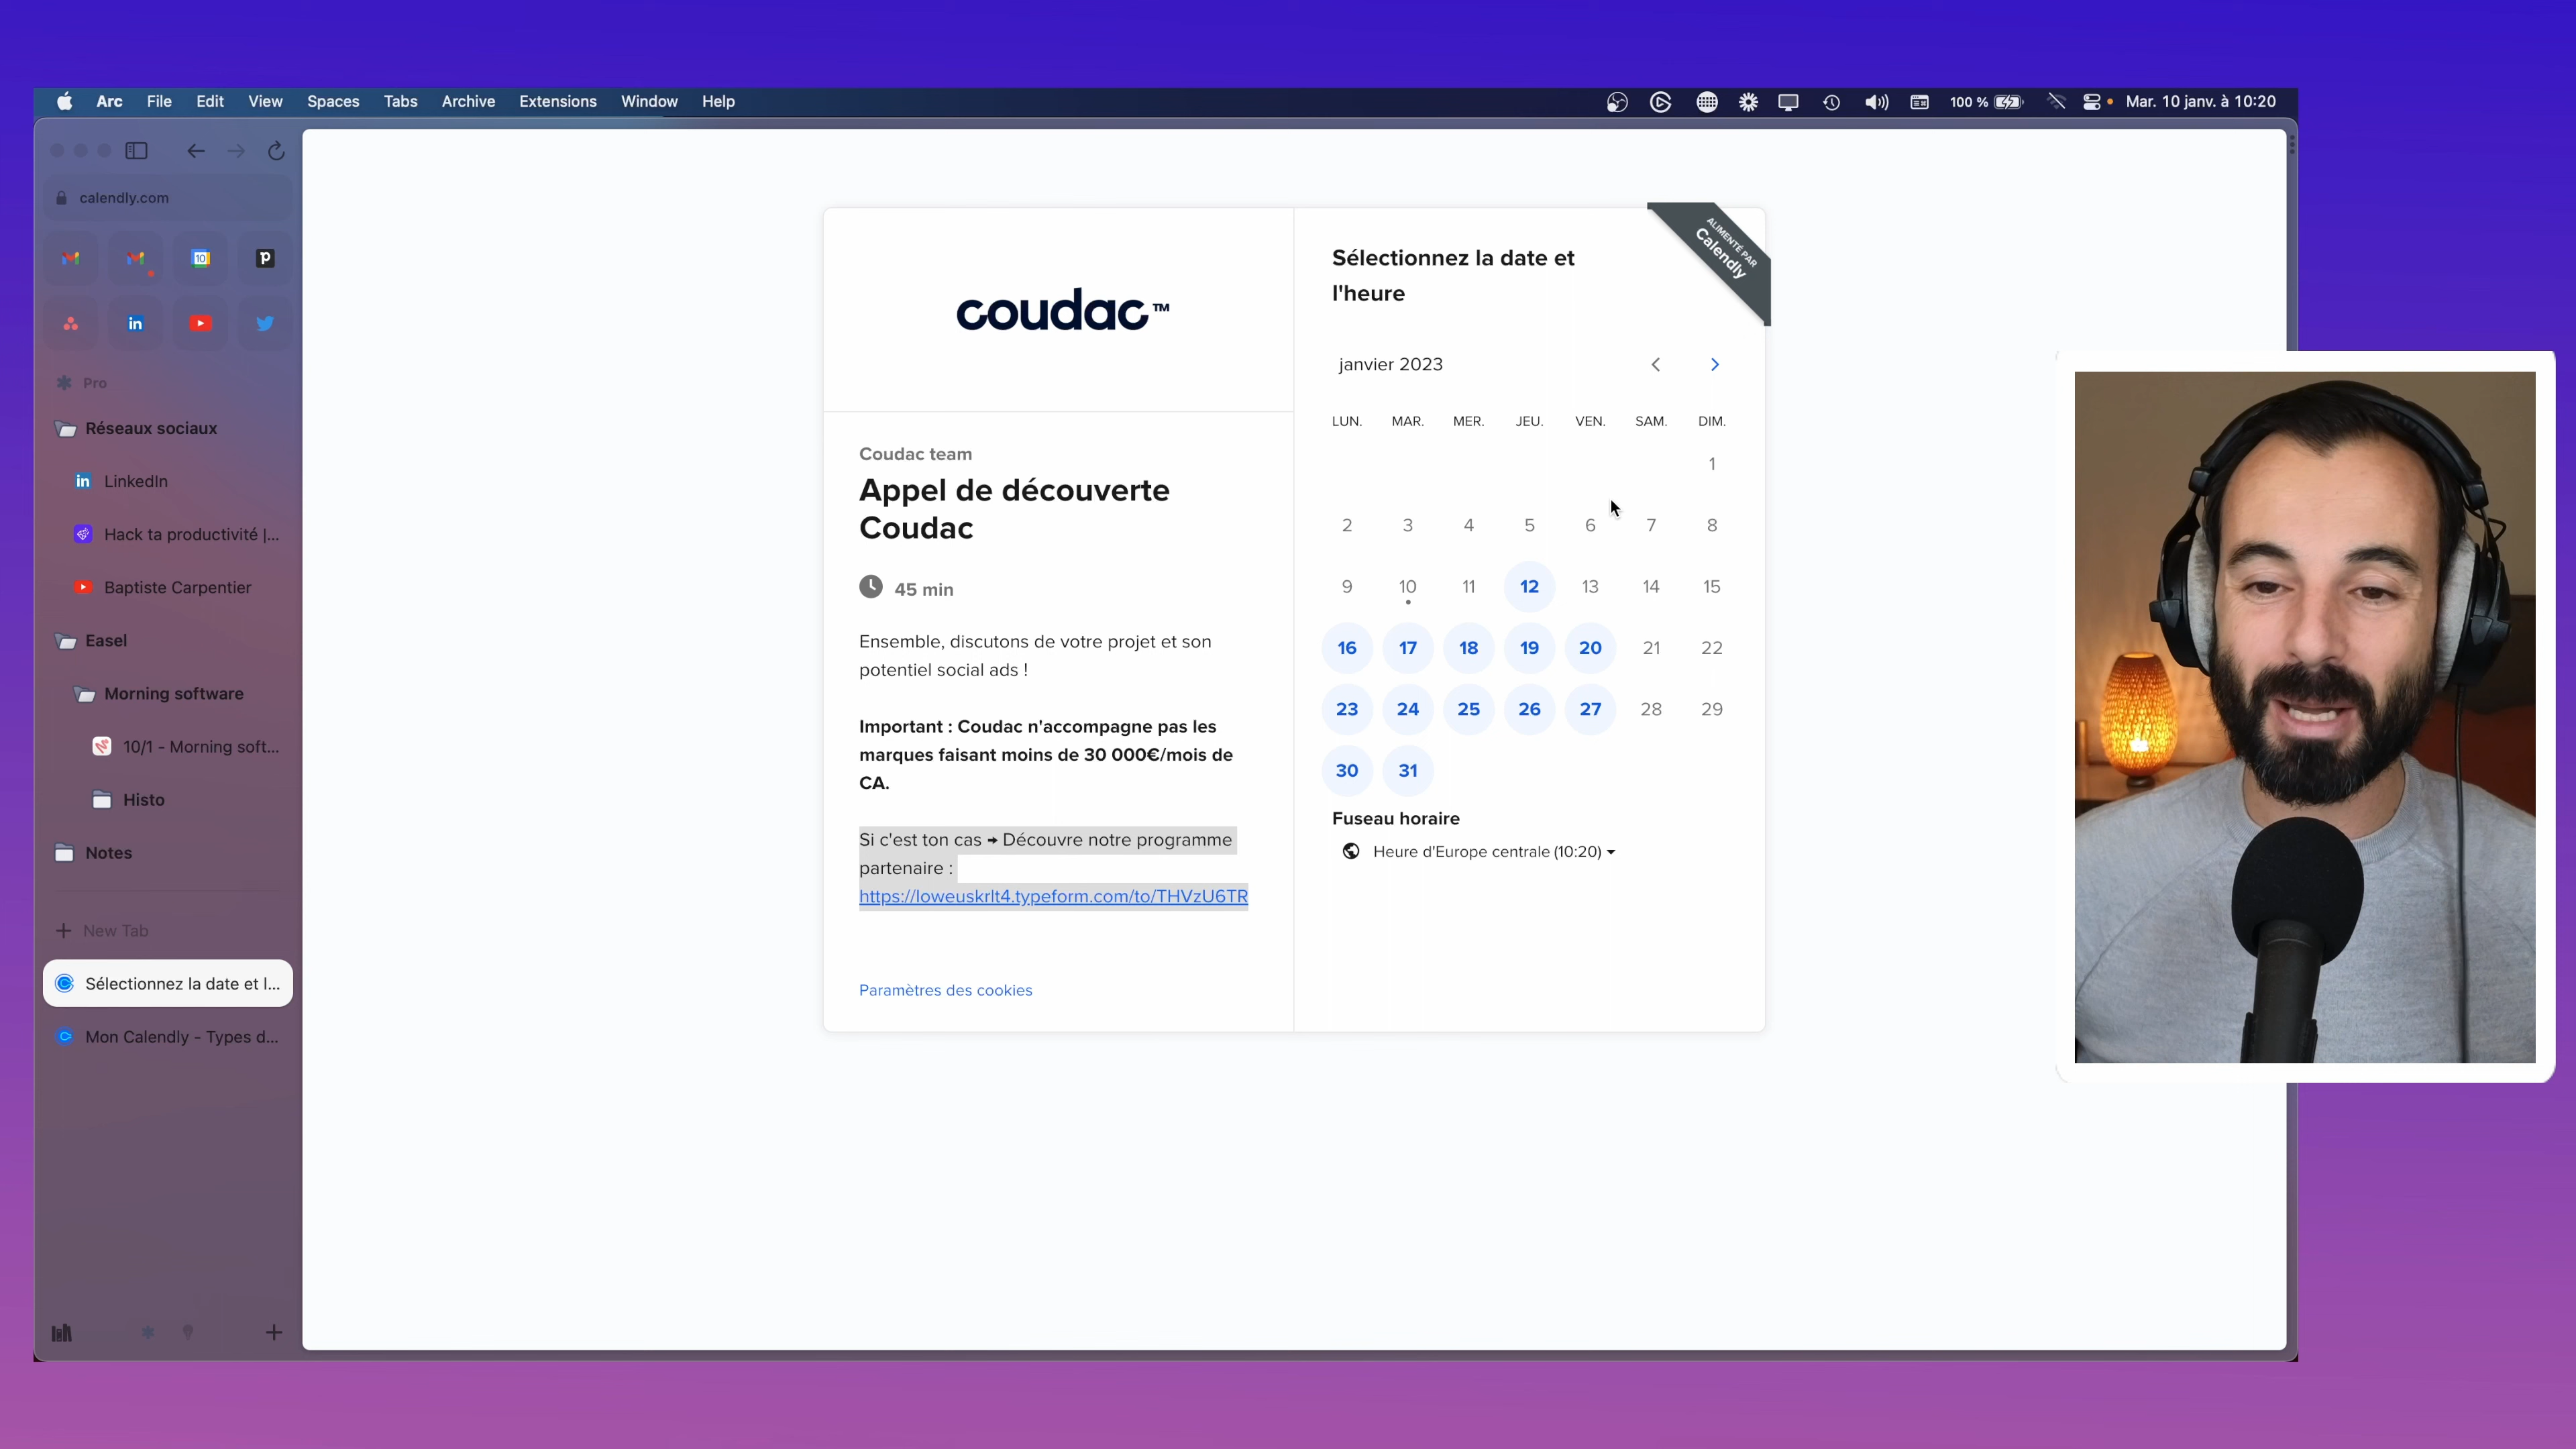 Arc File Edit View Spaces Tabs Archive Extensions Window Help
100 %
Mar. 10 janv. à 10:20
calendly.com
10
Pro
Réseaux sociaux
LinkedIn
Hack ta productivité |...
Baptiste Carpentier
Easel
Morning software
10/1 - Morning soft...
Histo
Notes
New Tab
Sélectionnez la date et l...
Mon Calendly - Types d...
coudac™
Coudac team
Appel de découverte
Coudac
45 min
Ensemble, discutons de votre projet et son
potentiel social ads !
Important : Coudac n'accompagne pas les
marques faisant moins de 30 000€/mois de
CA.
Si c'est ton cas ➜ Découvre notre programme
partenaire :
https://loweuskrlt4.typeform.com/to/THVzU6TR
Paramètres des cookies
Sélectionnez la date et
l'heure
ALIMENTÉ PAR
Calendly
janvier 2023
LUN. MAR. MER. JEU. VEN. SAM. DIM.
1
2 3 4 5 6 7 8
9 10 11 12 13 14 15
16 17 18 19 20 21 22
23 24 25 26 27 28 29
30 31
Fuseau horaire
Heure d'Europe centrale (10:20)